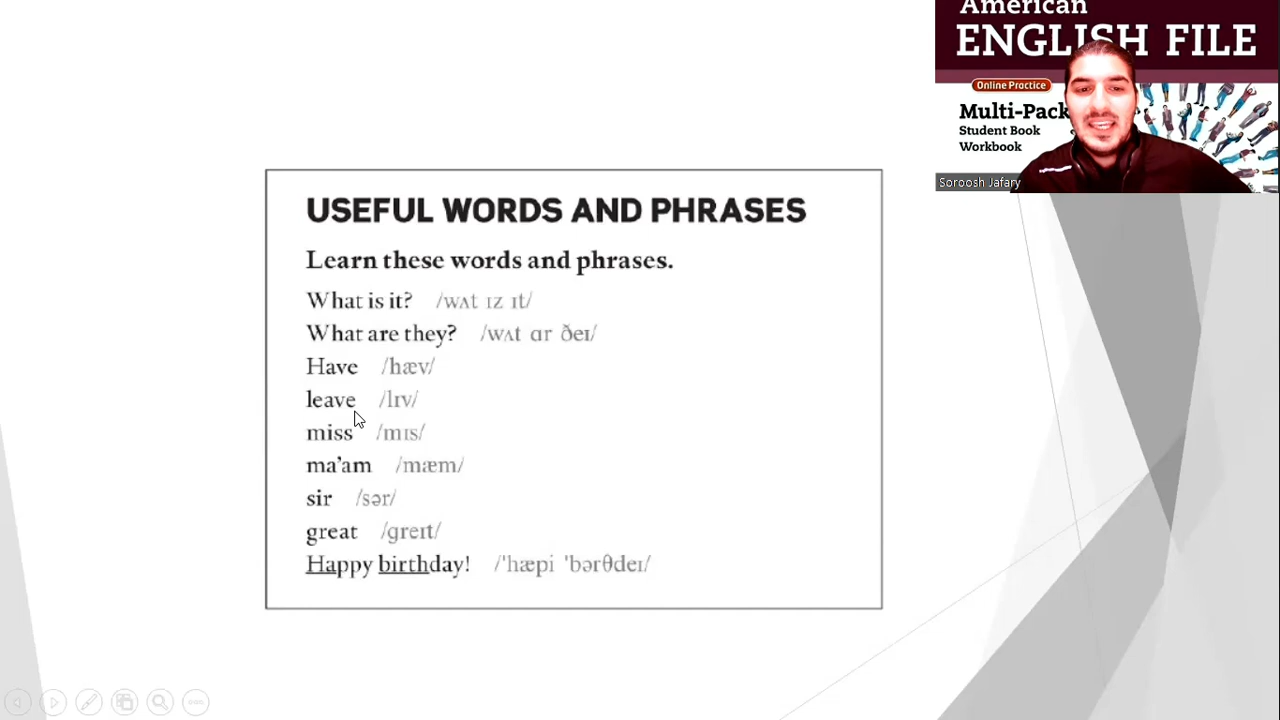 American
ENGLISH FILE
Online Practice
Multi-Pack
Student Book
Workbook
Soroosh Jafary
USEFUL WORDS AND PHRASES
Learn these words and phrases.
What is it? /wʌt ɪz ɪt/
What are they? /wʌt ɑr ðeɪ/
Have /hæv/
leave /lɪv/
miss /mɪs/
ma'am /mæm/
sir /sər/
great /ɡreɪt/
Happy birthday! /ˈhæpi ˈbərθdeɪ/